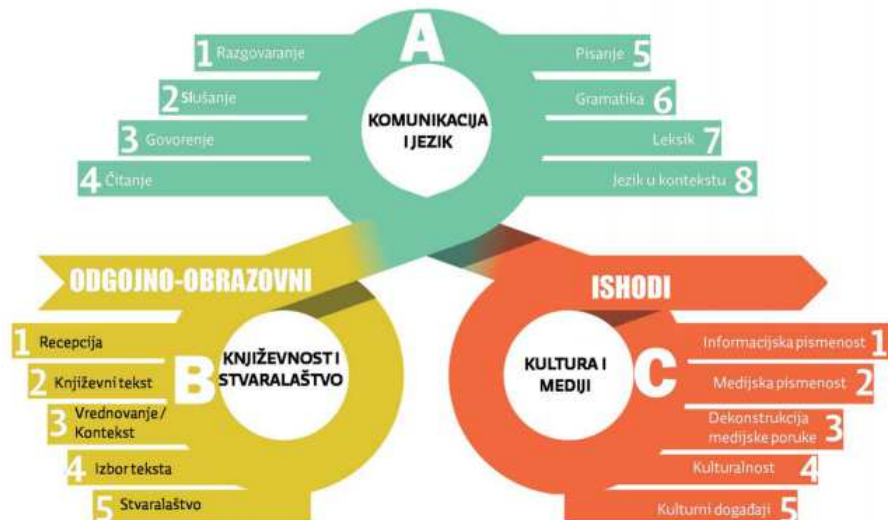 A
1 Razgovaranje
2 Slušanje
3 Govorenje
4 Čitanje
KOMUNIKACIJA
I JEZIK
Pisanje 5
Gramatika 6
Leksik 7
Jezik u kontekstu 8
ODGOJNO-OBRAZOVNI
ISHODI
1 Recepcija
2 Književni tekst
3 Vrednovanje /
Kontekst
4 Izbor teksta
5 Stvaralaštvo
B
KNJIŽEVNOST I
STVARALAŠTVO
KULTURA I
MEDIJI
C
Informacijska pismenost 1
Medijska pismenost 2
Dekonstrukcija
medijske poruke 3
Kulturalnost 4
Kulturni događaji 5